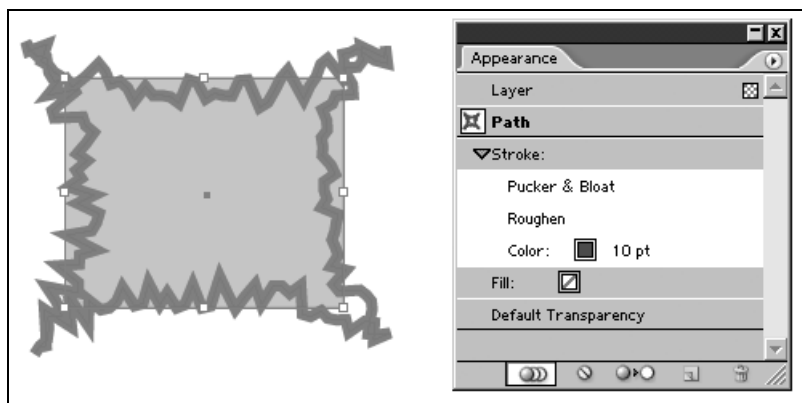 Appearance
Layer
Path
Stroke:
Pucker & Bloat
Roughen
Color: 10 pt
Fill:
Default Transparency